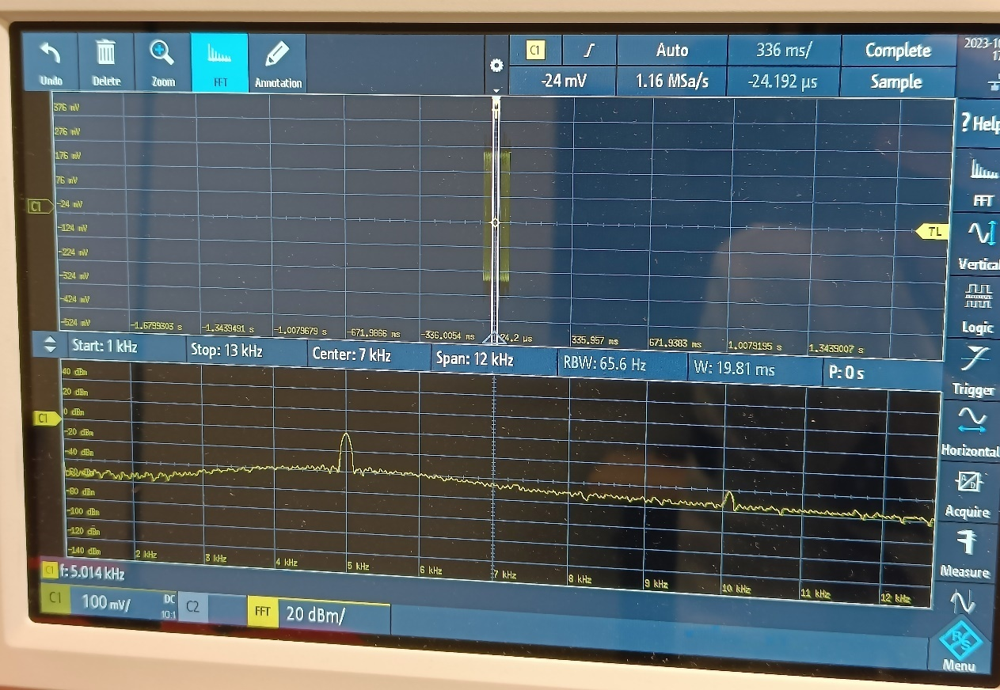 Undo Delete Zoom FFT Annotation
C1 Auto 336 ms/ Complete
-24 mV 1.16 MSa/s -24.192 µs Sample
2023-10
17
? Help
FFT
Vertical
Logic
Trigger
Horizontal
Acquire
Measure
R&S
Menu
376 mV
276 mV
176 mV
76 mV
C1 -24 mV
-124 mV
TL
-224 mV
-324 mV
-424 mV
-524 mV
-1.6799303 s -1.3439491 s -1.0079679 s -671.9866 ms -336.0054 ms 24.2 µs 335.957 ms 671.9383 ms 1.0079195 s 1.3439007 s
Start: 1 kHz Stop: 13 kHz Center: 7 kHz Span: 12 kHz RBW: 65.6 Hz W: 19.81 ms P: 0 s
40 dBm
20 dBm
C1 0 dBm
-20 dBm
-40 dBm
-60 dBm
-80 dBm
-100 dBm
-120 dBm
-140 dBm
2 kHz 3 kHz 4 kHz 5 kHz 6 kHz 7 kHz 8 kHz 9 kHz 10 kHz 11 kHz 12 kHz
C1 f: 5.014 kHz
C1 100 mV/ DC 10:1 C2 FFT 20 dBm/